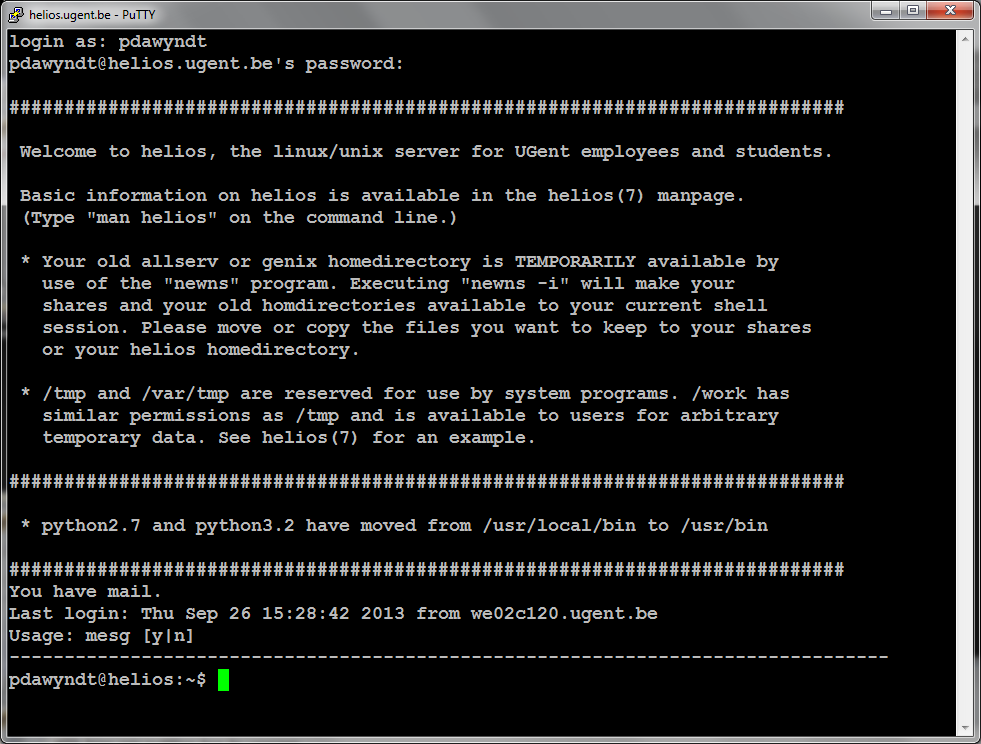 helios.ugent.be - PuTTY
login as: pdawyndt
pdawyndt@helios.ugent.be's password:
############################################################################
Welcome to helios, the linux/unix server for UGent employees and students.
Basic information on helios is available in the helios(7) manpage.
(Type "man helios" on the command line.)
* Your old allserv or genix homedirectory is TEMPORARILY available by
use of the "newns" program. Executing "newns -i" will make your
shares and your old homdirectories available to your current shell
session. Please move or copy the files you want to keep to your shares
or your helios homedirectory.
* /tmp and /var/tmp are reserved for use by system programs. /work has
similar permissions as /tmp and is available to users for arbitrary
temporary data. See helios(7) for an example.
############################################################################
* python2.7 and python3.2 have moved from /usr/local/bin to /usr/bin
############################################################################
You have mail.
Last login: Thu Sep 26 15:28:42 2013 from we02c120.ugent.be
Usage: mesg [y|n]
--------------------------------------------------------------------------------
pdawyndt@helios:~$